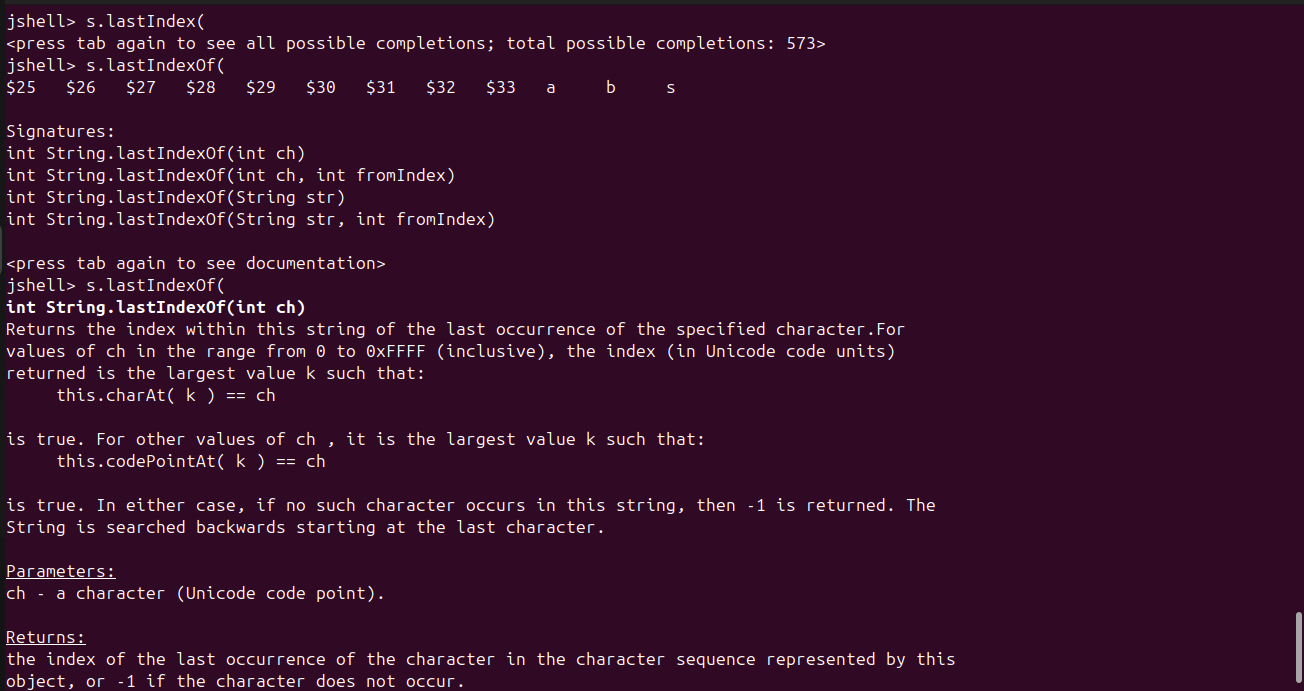 jshell> s.lastIndex(
<press tab again to see all possible completions; total possible completions: 573>
jshell> s.lastIndexOf(
$25   $26   $27   $28   $29   $30   $31   $32   $33   a     b     s
Signatures:
int String.lastIndexOf(int ch)
int String.lastIndexOf(int ch, int fromIndex)
int String.lastIndexOf(String str)
int String.lastIndexOf(String str, int fromIndex)
<press tab again to see documentation>
jshell> s.lastIndexOf(
int String.lastIndexOf(int ch)
Returns the index within this string of the last occurrence of the specified character.For
values of ch in the range from 0 to 0xFFFF (inclusive), the index (in Unicode code units)
returned is the largest value k such that:
     this.charAt( k ) == ch
is true. For other values of ch , it is the largest value k such that:
     this.codePointAt( k ) == ch
is true. In either case, if no such character occurs in this string, then -1 is returned. The
String is searched backwards starting at the last character.
Parameters:
ch - a character (Unicode code point).
Returns:
the index of the last occurrence of the character in the character sequence represented by this
object, or -1 if the character does not occur.